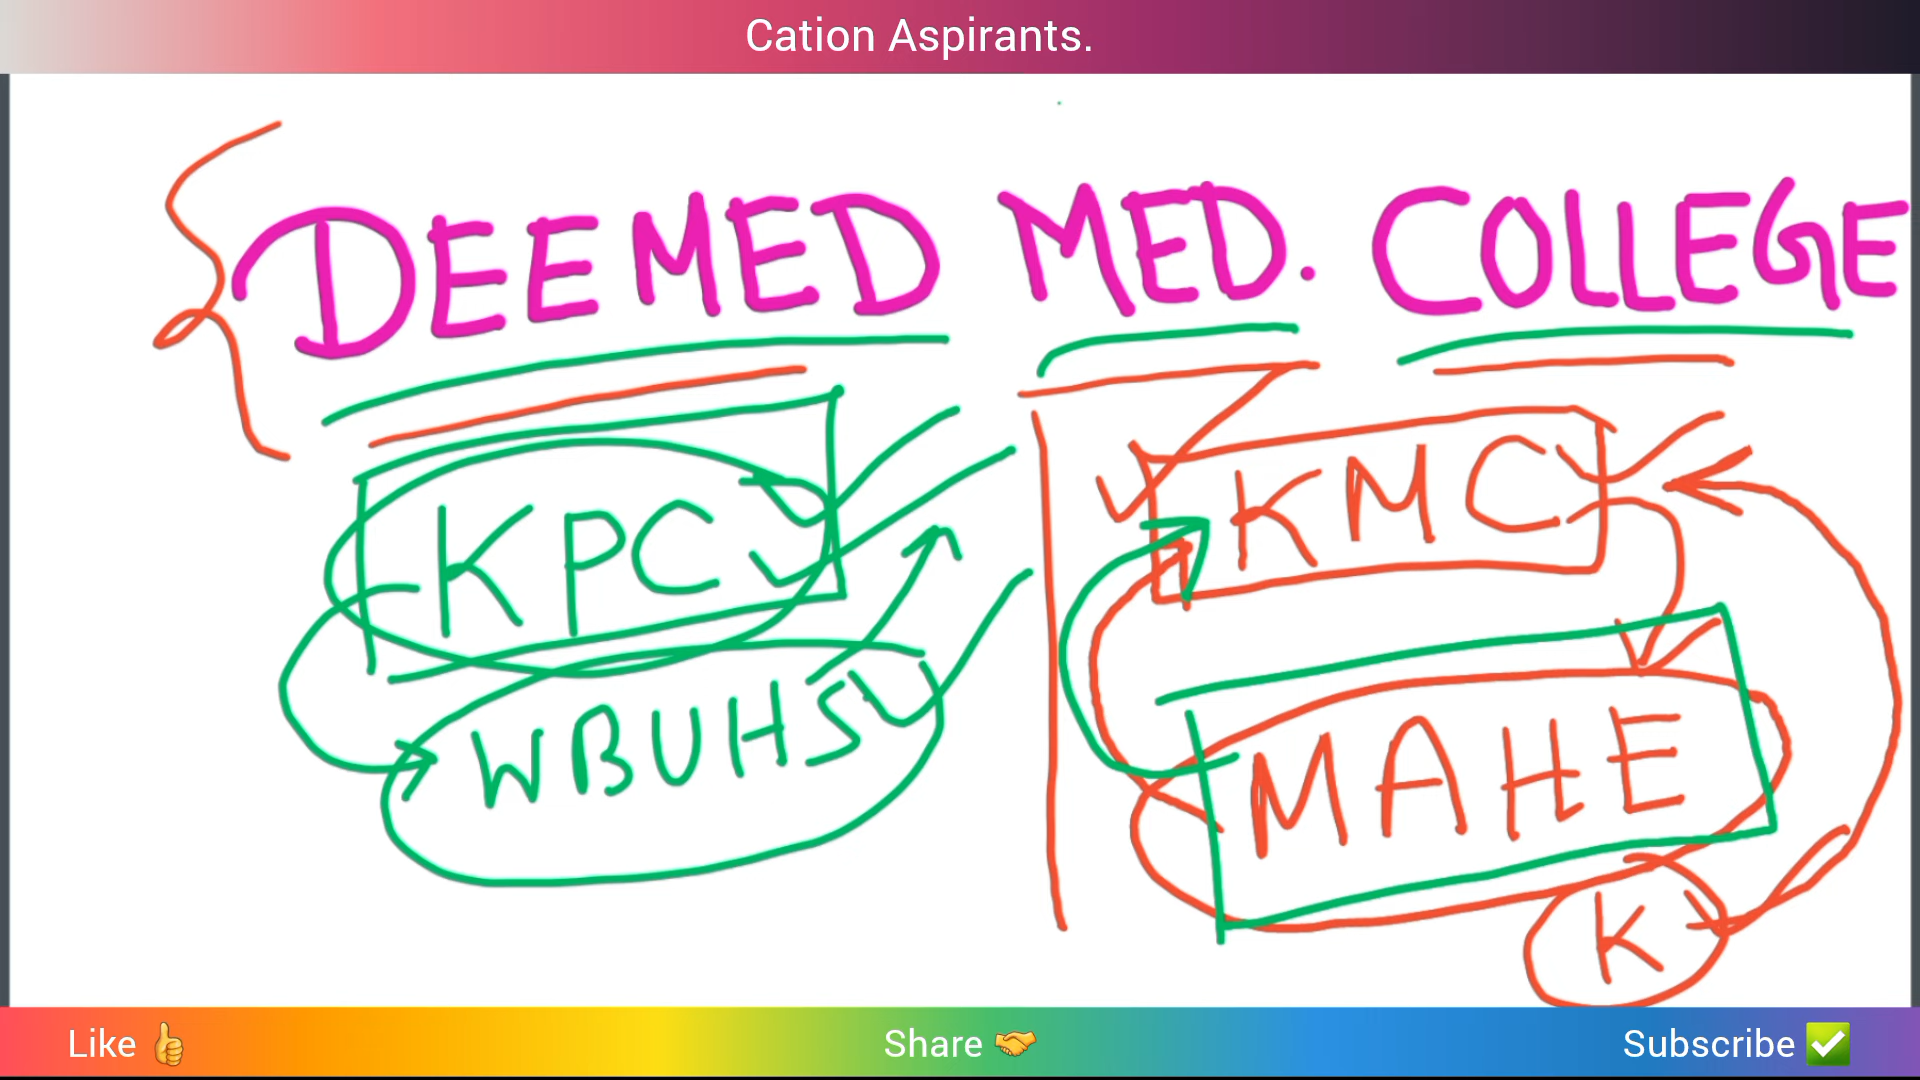 Cation Aspirants.
DEEMED MED. COLLEGE
KPC
WBUHS
KMC
MAHE
K
Like 👍
Share 🤝
Subscribe ✅